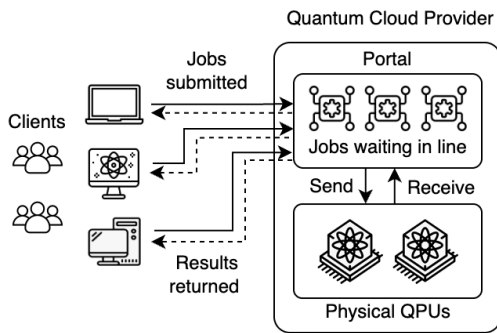 Quantum Cloud Provider
Jobs
submitted
Portal
Clients
Jobs waiting in line
Send
Receive
Results
returned
Physical QPUs